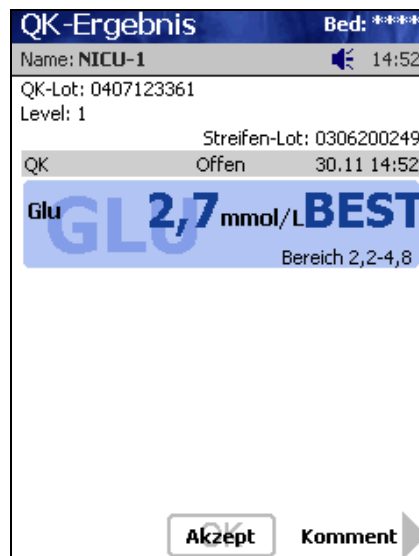 QK-Ergebnis Bed: ****
Name: NICU-1 14:52
QK-Lot: 0407123361
Level: 1
Streifen-Lot: 0306200249
QK Offen 30.11 14:52
GLU
Glu 2,7 mmol/L BEST
Bereich 2,2-4,8
OK
Akzept Komment